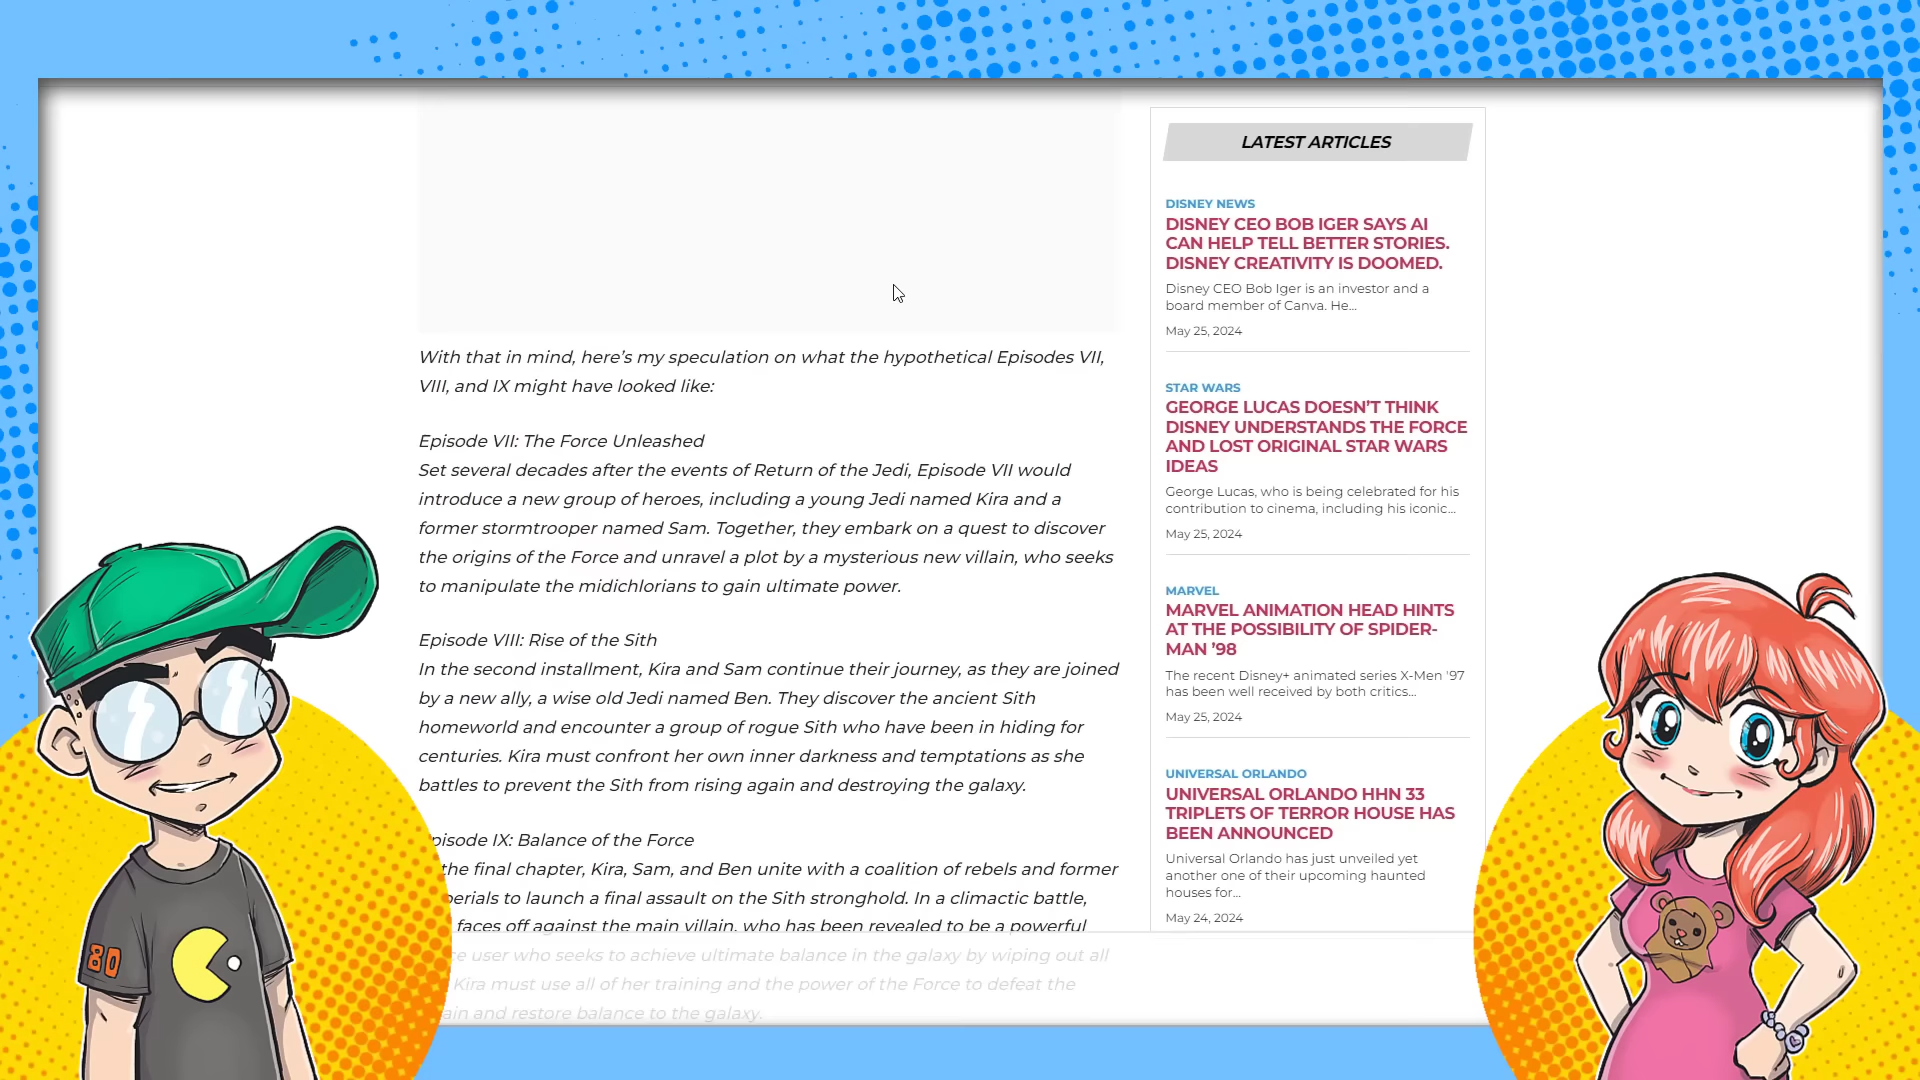 With that in mind, here's my speculation on what the hypothetical Episodes VII,
VIII, and IX might have looked like:
Episode VII: The Force Unleashed
Set several decades after the events of Return of the Jedi, Episode VII would
introduce a new group of heroes, including a young Jedi named Kira and a
former stormtrooper named Sam. Together, they embark on a quest to discover
the origins of the Force and unravel a plot by a mysterious new villain, who seeks
to manipulate the midichlorians to gain ultimate power.
Episode VIII: Rise of the Sith
In the second installment, Kira and Sam continue their journey, as they are joined
by a new ally, a wise old Jedi named Ben. They discover the ancient Sith
homeworld and encounter a group of rogue Sith who have been in hiding for
centuries. Kira must confront her own inner darkness and temptations as she
battles to prevent the Sith from rising again and destroying the galaxy.
pisode IX: Balance of the Force
the final chapter, Kira, Sam, and Ben unite with a coalition of rebels and former
perials to launch a final assault on the Sith stronghold. In a climactic battle,
faces off against the main villain, who has been revealed to be a powerful
ce user who seeks to achieve ultimate balance in the galaxy by wiping out all
Kira must use all of her training and the power of the Force to defeat the
ain and restore balance to the galaxy.
LATEST ARTICLES
DISNEY NEWS
DISNEY CEO BOB IGER SAYS AI
CAN HELP TELL BETTER STORIES.
DISNEY CREATIVITY IS DOOMED.
Disney CEO Bob Iger is an investor and a
board member of Canva. He...
May 25, 2024
STAR WARS
GEORGE LUCAS DOESN'T THINK
DISNEY UNDERSTANDS THE FORCE
AND LOST ORIGINAL STAR WARS
IDEAS
George Lucas, who is being celebrated for his
contribution to cinema, including his iconic...
May 25, 2024
MARVEL
MARVEL ANIMATION HEAD HINTS
AT THE POSSIBILITY OF SPIDER-
MAN '98
The recent Disney+ animated series X-Men '97
has been well received by both critics...
May 25, 2024
UNIVERSAL ORLANDO
UNIVERSAL ORLANDO HHN 33
TRIPLETS OF TERROR HOUSE HAS
BEEN ANNOUNCED
Universal Orlando has just unveiled yet
another one of their upcoming haunted
houses for...
May 24, 2024
80